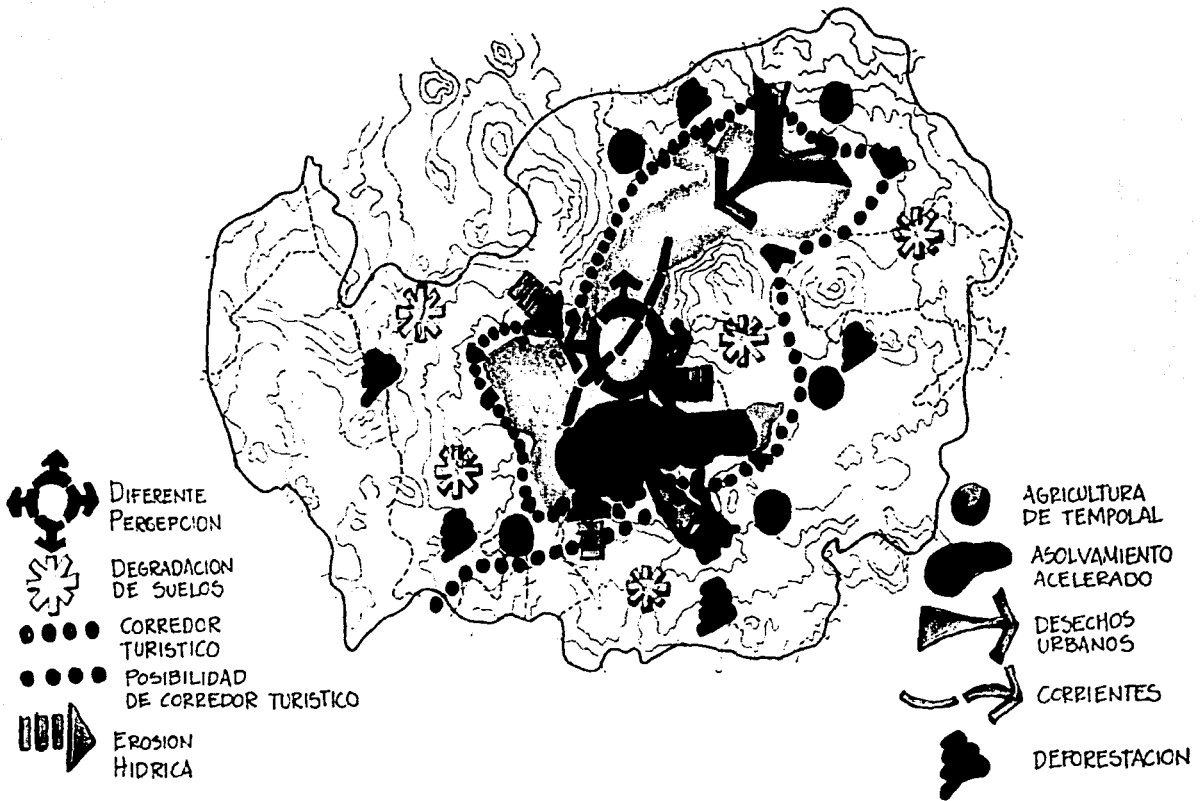 DIFERENTE
PERCEPCION
DEGRADACION
DE SUELOS
CORREDOR
TURISTICO
POSIBILIDAD
DE CORREDOR TURISTICO
EROSION
HIDRICA
AGRICULTURA
DE TEMPOLAL
ASOLVAMIENTO
ACELERADO
DESECHOS
URBANOS
CORRIENTES
DEFORESTACION